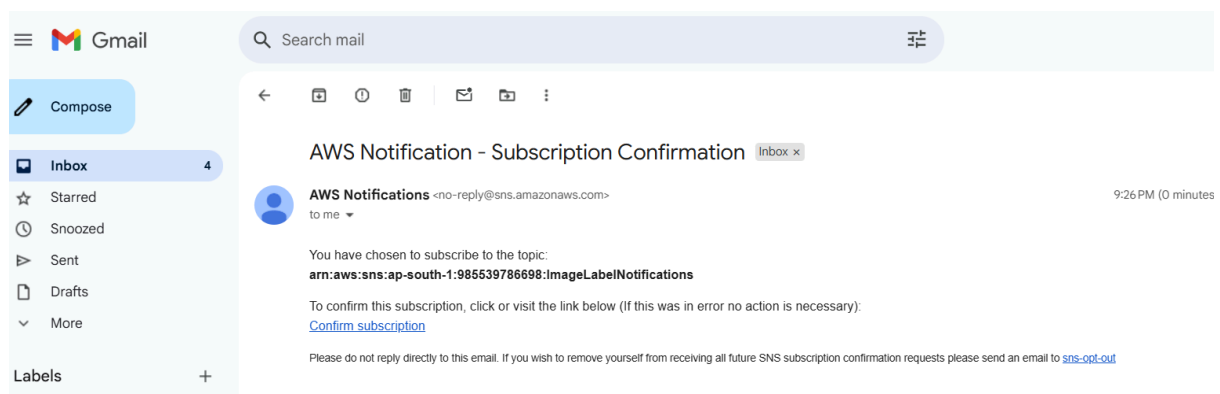 Gmail
Search mail
Compose
Inbox 4
Starred
Snoozed
Sent
Drafts
More
Labels +
AWS Notification - Subscription Confirmation Inbox ×
AWS Notifications <no-reply@sns.amazonaws.com> 9:26 PM (0 minutes
to me
You have chosen to subscribe to the topic:
arn:aws:sns:ap-south-1:985539786698:ImageLabelNotifications
To confirm this subscription, click or visit the link below (If this was in error no action is necessary):
Confirm subscription
Please do not reply directly to this email. If you wish to remove yourself from receiving all future SNS subscription confirmation requests please send an email to sns-opt-out